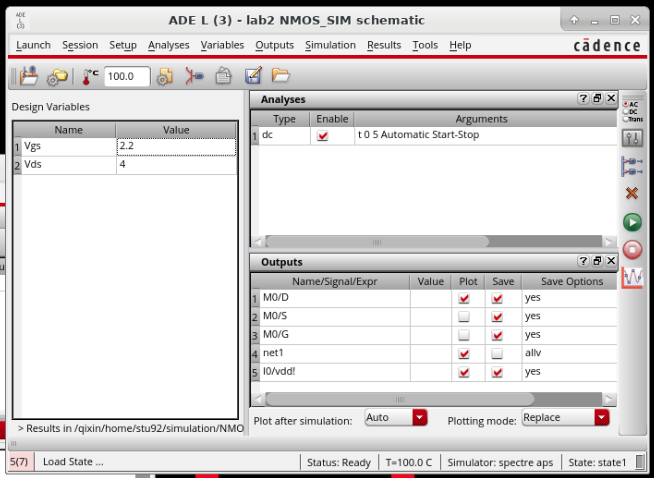 ADE L (3) - lab2 NMOS_SIM schematic
Launch Session Setup Analyses Variables Outputs Simulation Results Tools Help
cādence
°C 100.0
Design Variables
Name Value
1 Vgs 2.2
2 Vds 4
> Results in /qixin/home/stu92/simulation/NMO
Analyses
Type Enable Arguments
1 dc t 0 5 Automatic Start-Stop
Outputs
Name/Signal/Expr Value Plot Save Save Options
1 M0/D yes
2 M0/S yes
3 M0/G yes
4 net1 allv
5 I0/vdd! yes
Plot after simulation: Auto Plotting mode: Replace
AC
DC
Trans
5(7) Load State ... Status: Ready T=100.0 C Simulator: spectre aps State: state1